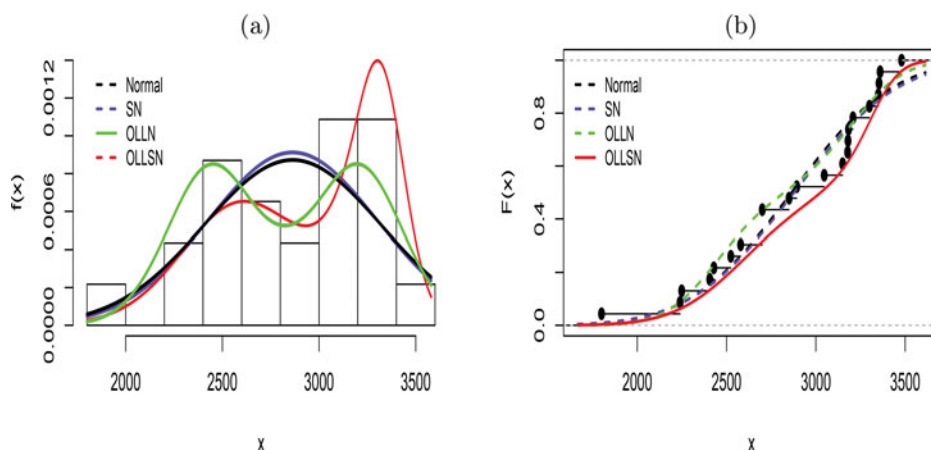 (a)
(b)
f(x)
0.0000
0.0006
0.0012
Normal
SN
OLLN
OLLSN
2000
2500
3000
3500
x
F(x)
0.0
0.4
0.8
Normal
SN
OLLN
OLLSN
2000
2500
3000
3500
x